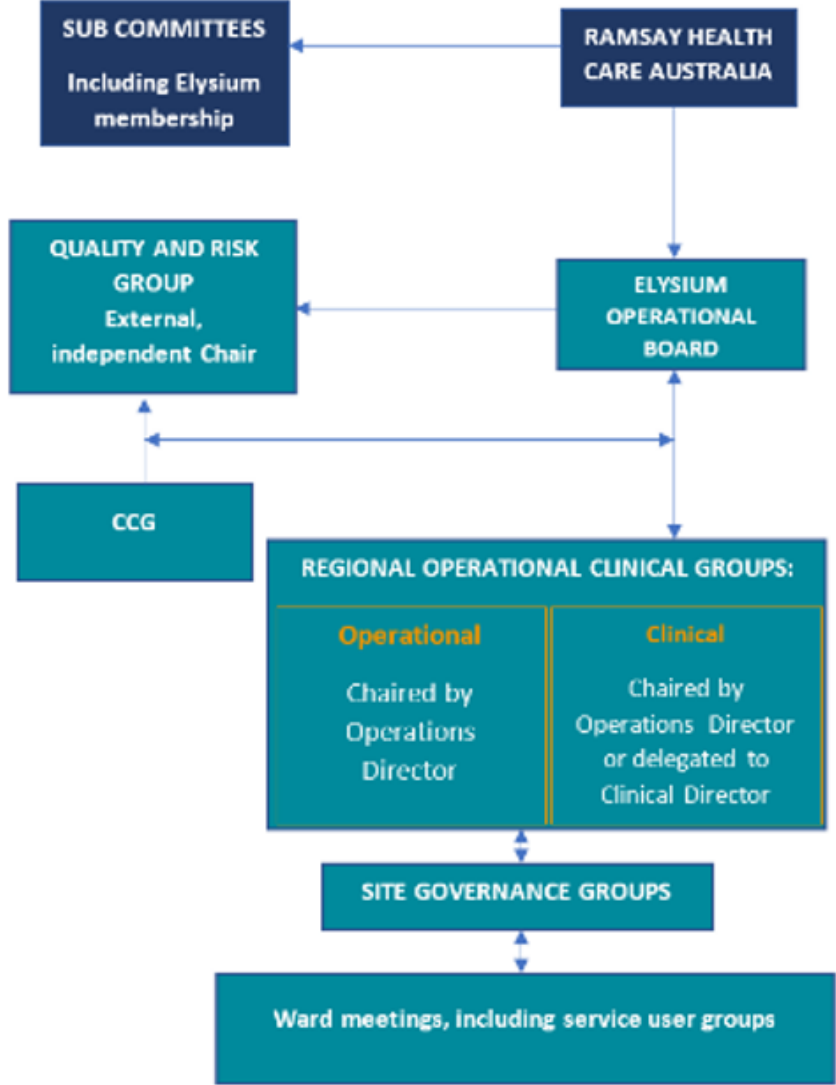 SUB COMMITTEES
Including Elysium
membership
RAMSAY HEALTH
CARE AUSTRALIA
QUALITY AND RISK
GROUP
External,
independent Chair
ELYSIUM
OPERATIONAL
BOARD
CCG
REGIONAL OPERATIONAL CLINICAL GROUPS:
Operational
Chaired by
Operations
Director
Clinical
Chaired by
Operations Director
or delegated to
Clinical Director
SITE GOVERNANCE GROUPS
Ward meetings, including service user groups